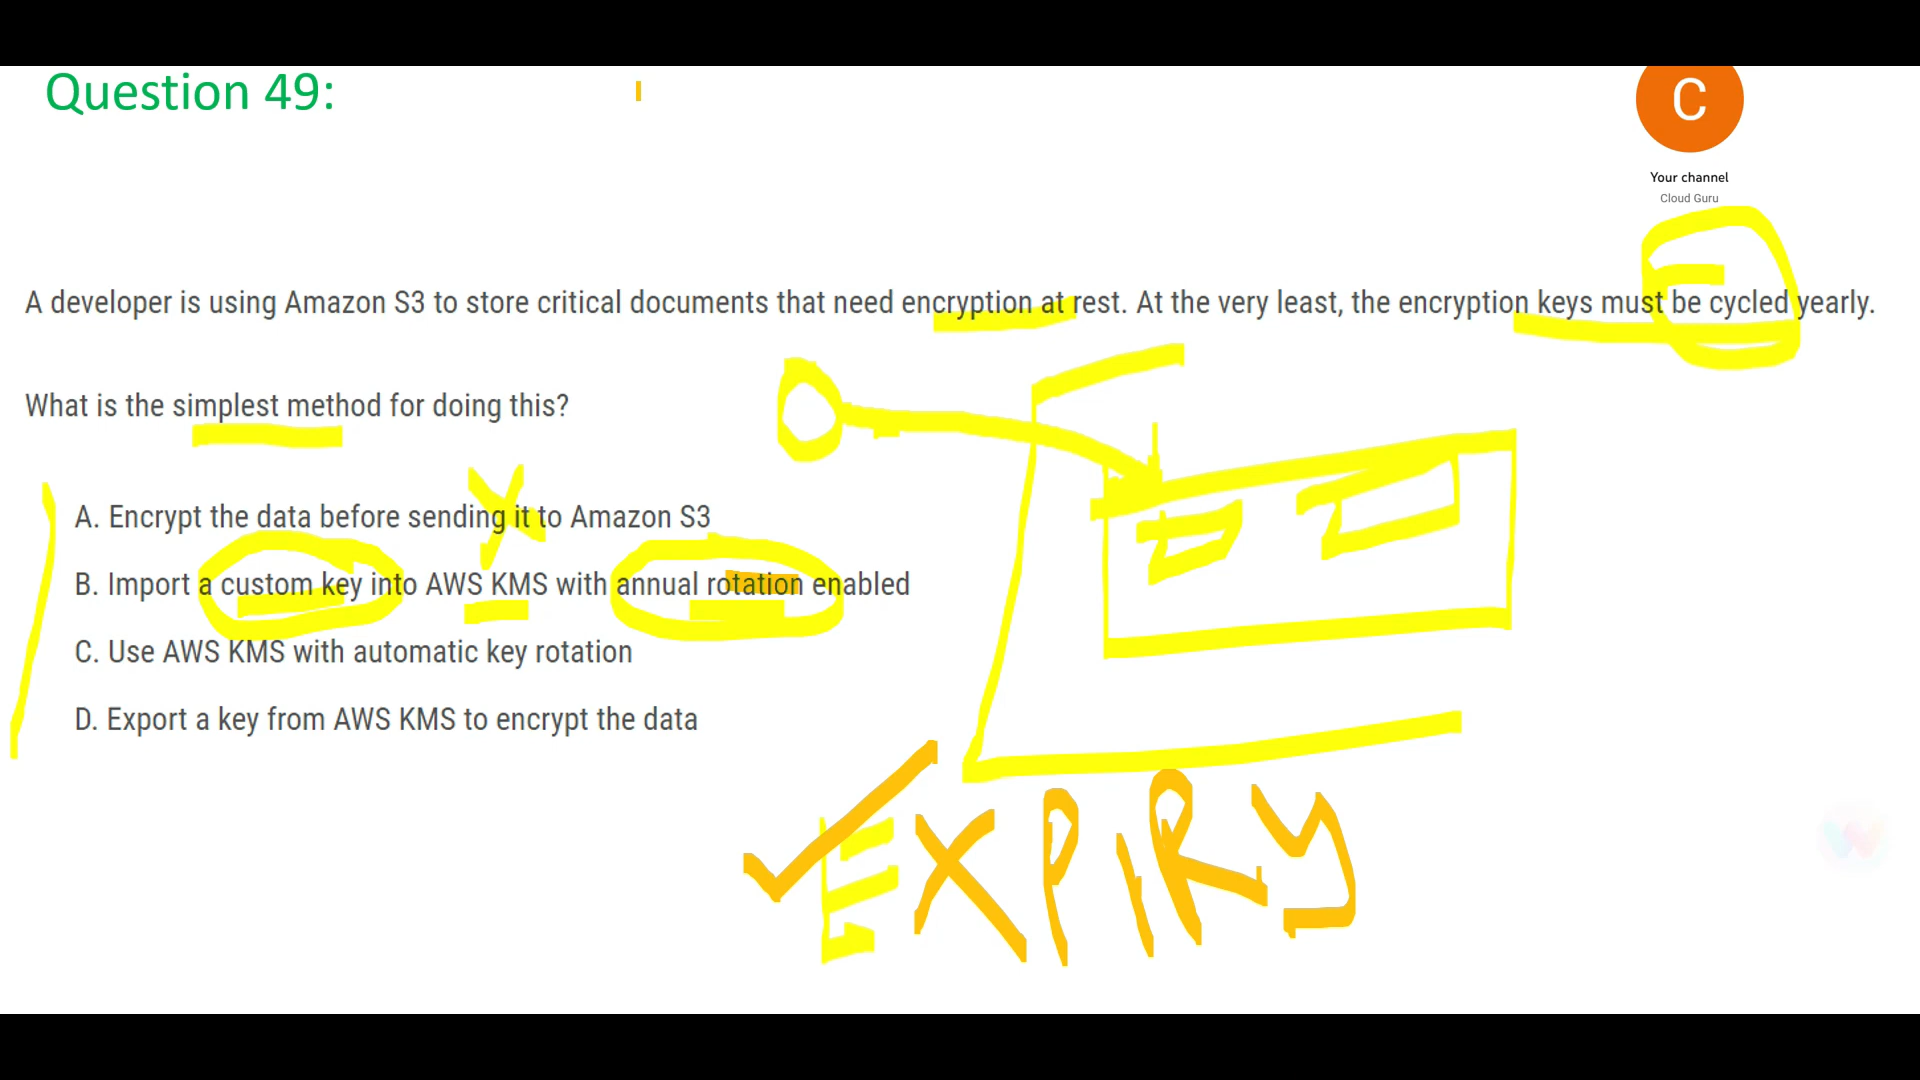 Question 49:
C
Your channel
Cloud Guru
A developer is using Amazon S3 to store critical documents that need encryption at rest. At the very least, the encryption keys must be cycled yearly.
What is the simplest method for doing this?
A. Encrypt the data before sending it to Amazon S3
B. Import a custom key into AWS KMS with annual rotation enabled
C. Use AWS KMS with automatic key rotation
D. Export a key from AWS KMS to encrypt the data
EXPIRY